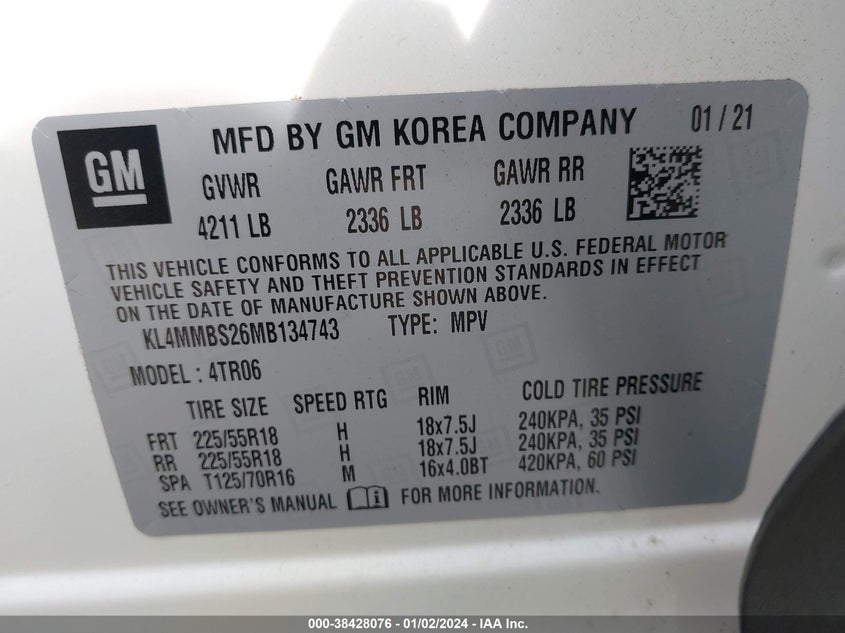 GM
MFD BY GM KOREA COMPANY 01 / 21
GVWR GAWR FRT GAWR RR
4211 LB 2336 LB 2336 LB
THIS VEHICLE CONFORMS TO ALL APPLICABLE U.S. FEDERAL MOTOR
VEHICLE SAFETY AND THEFT PREVENTION STANDARDS IN EFFECT
ON THE DATE OF MANUFACTURE SHOWN ABOVE.
KL4MMBS26MB134743 TYPE: MPV
MODEL : 4TR06
TIRE SIZE SPEED RTG RIM COLD TIRE PRESSURE
FRT 225/55R18 H 18x7.5J 240KPA, 35 PSI
RR 225/55R18 H 18x7.5J 240KPA, 35 PSI
SPA T125/70R16 M 16x4.0BT 420KPA, 60 PSI
SEE OWNER'S MANUAL i FOR MORE INFORMATION.
000-38428076 - 01/02/2024 - IAA Inc.